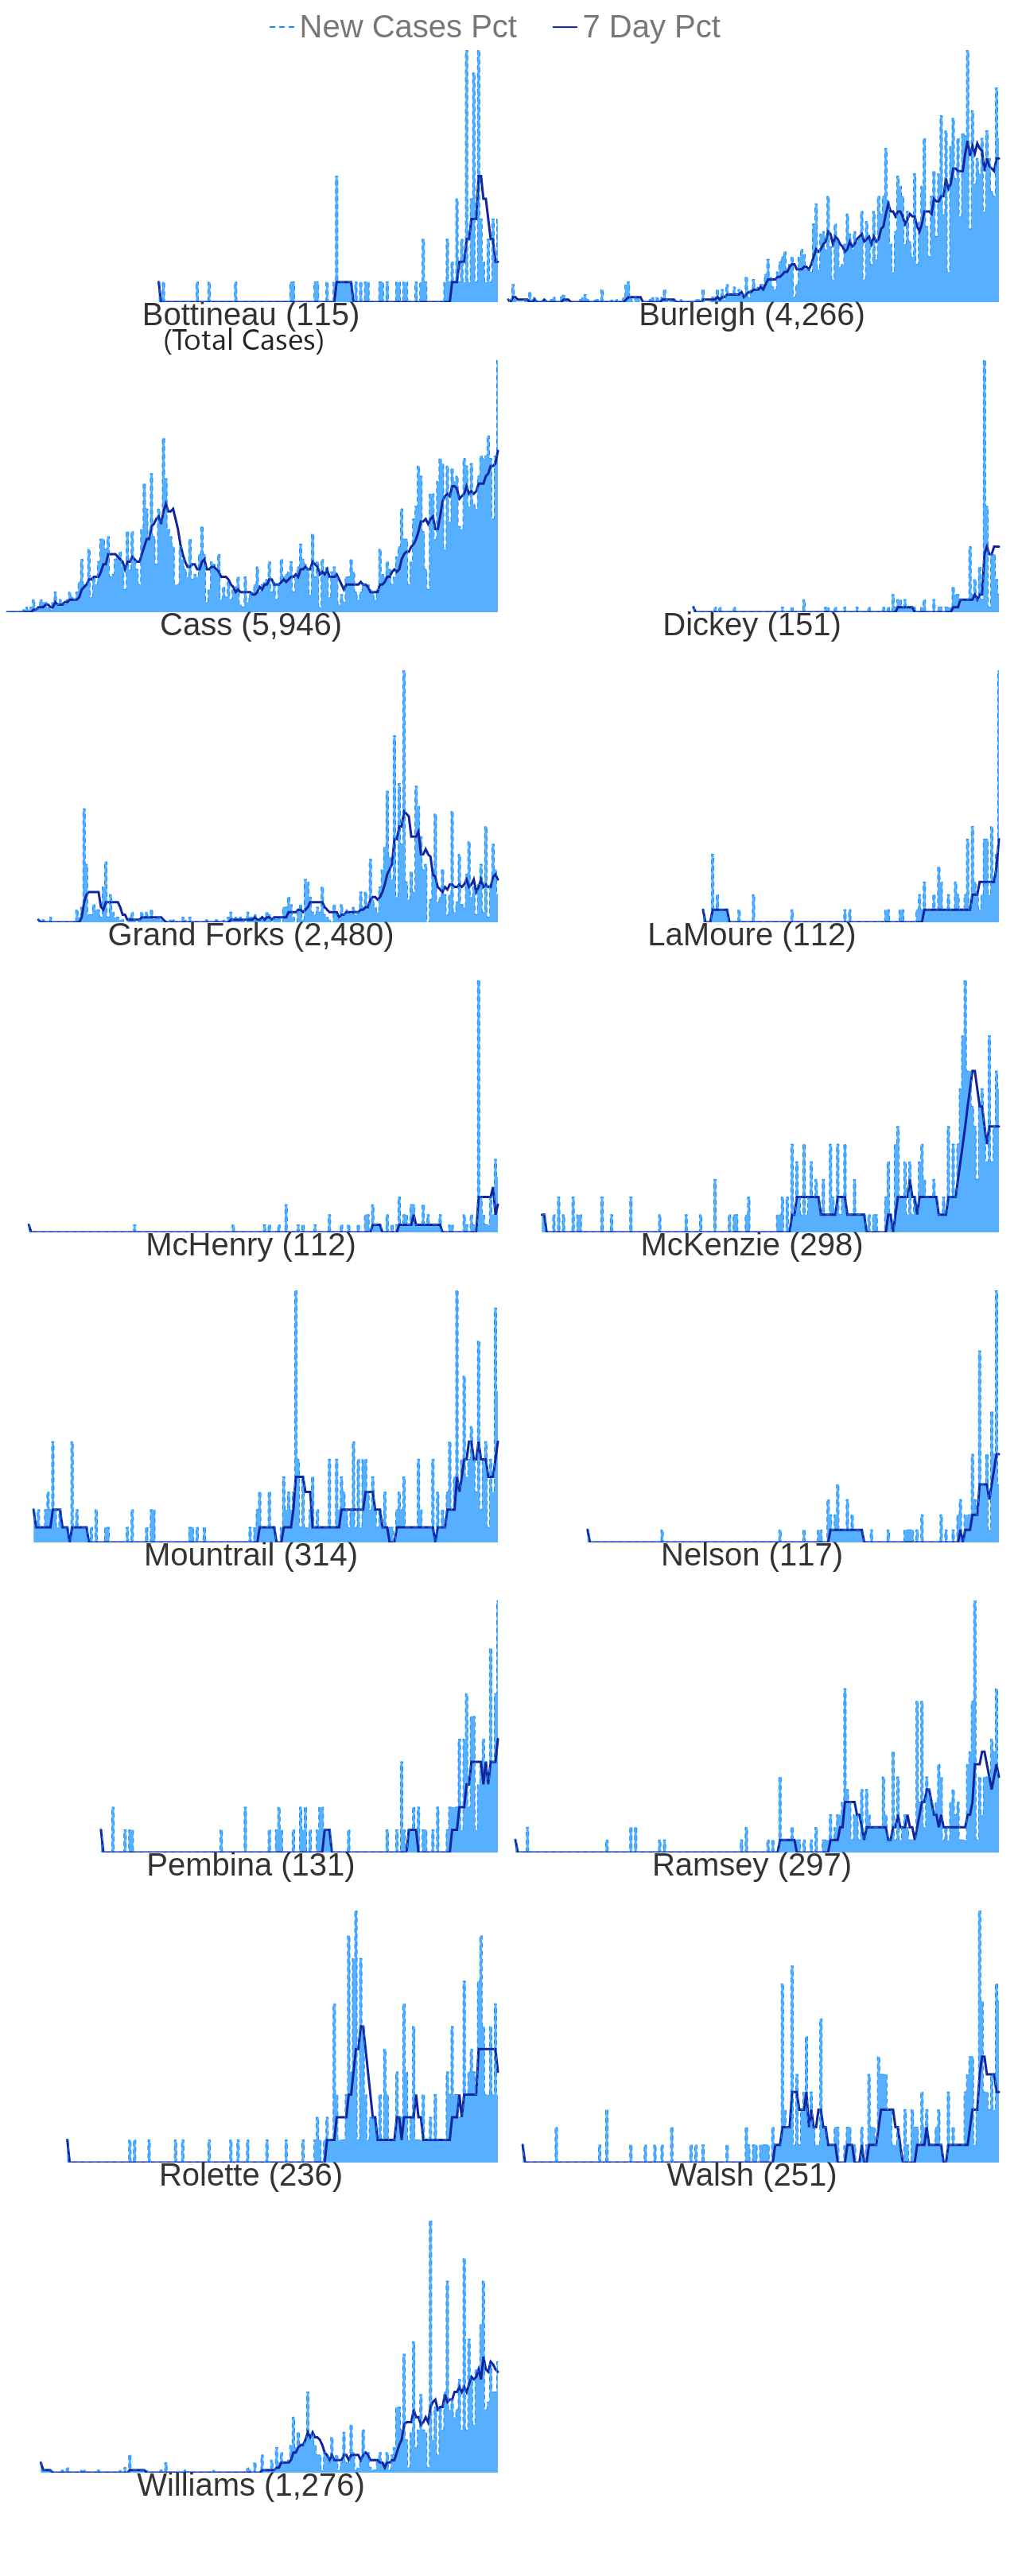 New Cases Pct 7 Day Pct
Bottineau (115) Burleigh (4,266)
(Total Cases)
Cass (5,946) Dickey (151)
Grand Forks (2,480) LaMoure (112)
McHenry (112) McKenzie (298)
Mountrail (314) Nelson (117)
Pembina (131) Ramsey (297)
Rolette (236) Walsh (251)
Williams (1,276)